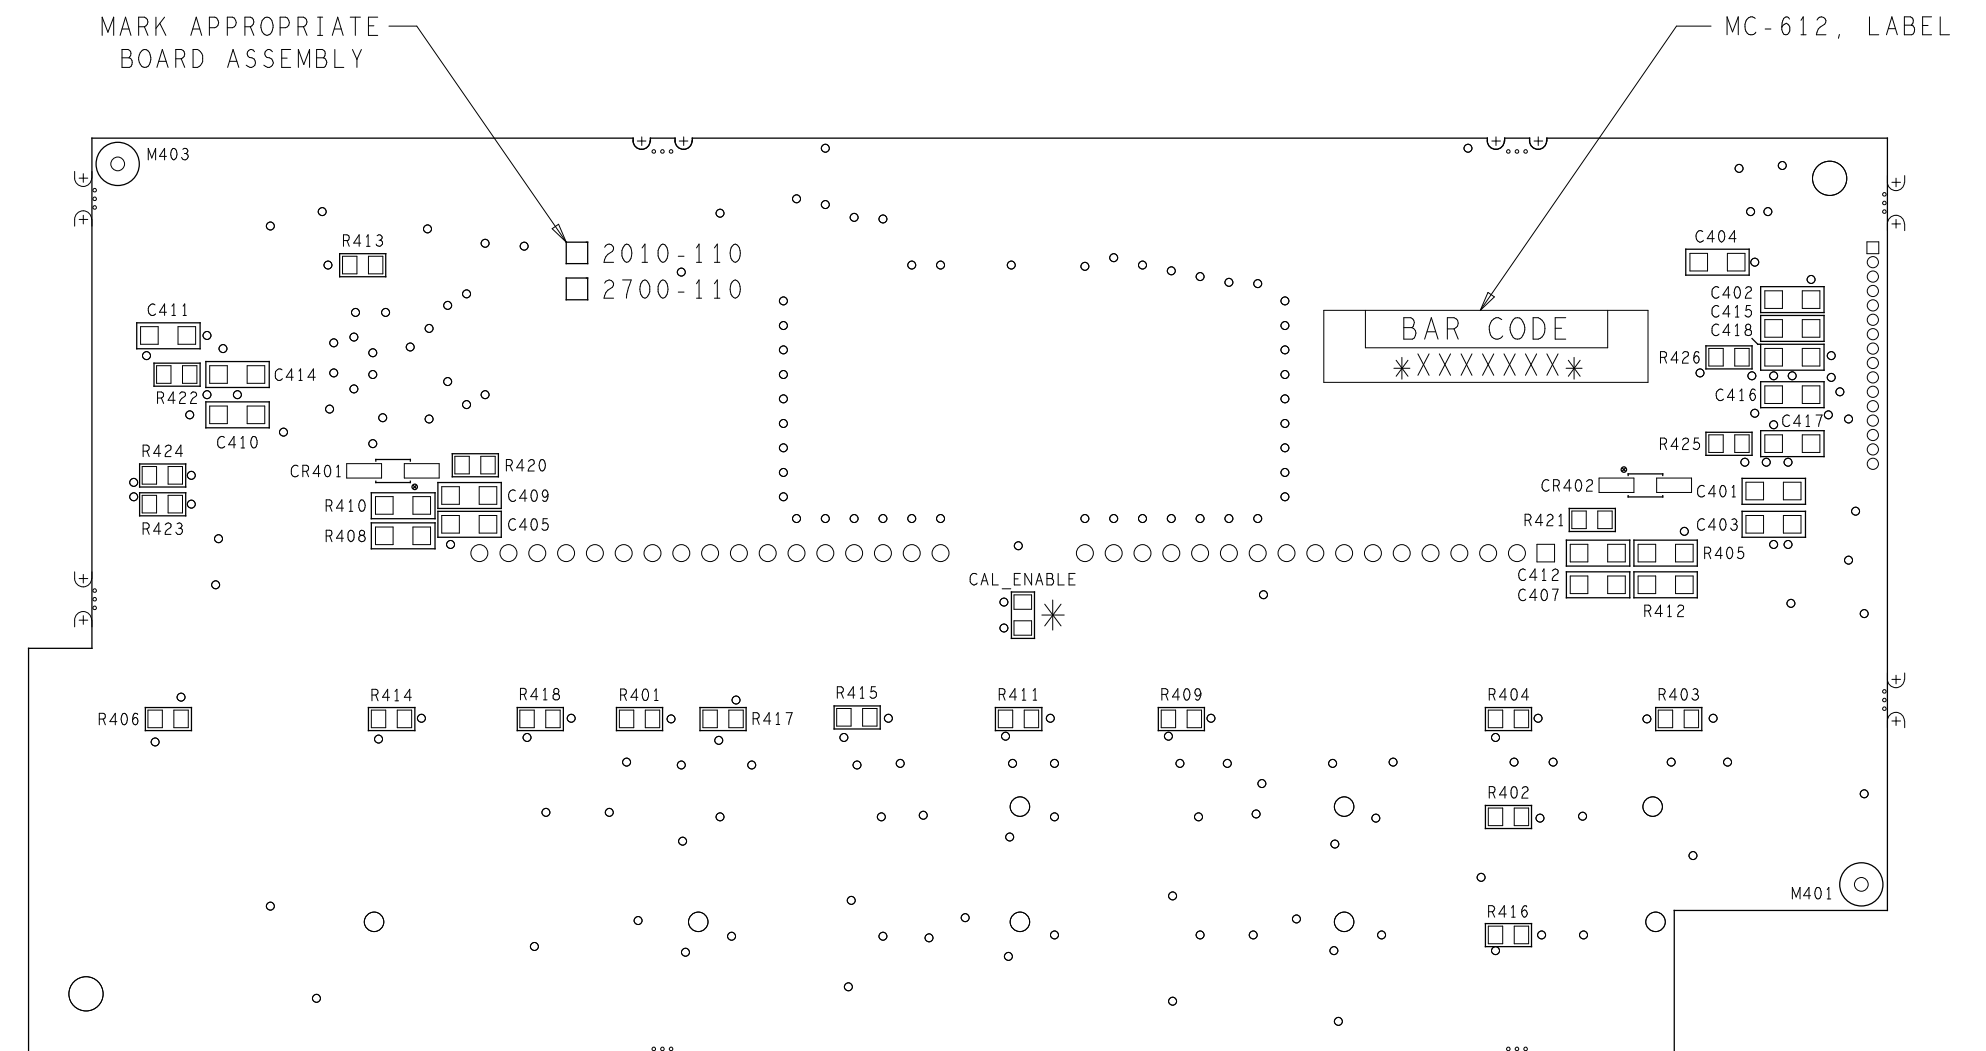 MARK APPROPRIATE
BOARD ASSEMBLY
MC-612, LABEL
M403
R413
2010-110
2700-110
C404
C402
C415
C418
C411
BAR CODE
*XXXXXXX*
R426
C414
R422
C416
C410
C417
R424
R425
CR401
R420
CR402
C401
R410
C409
R423
R421
C403
R408
C405
R405
CAL_ENABLE
*
C412
C407
R412
R406
R414
R418
R401
R417
R415
R411
R409
R404
R403
R402
M401
R416